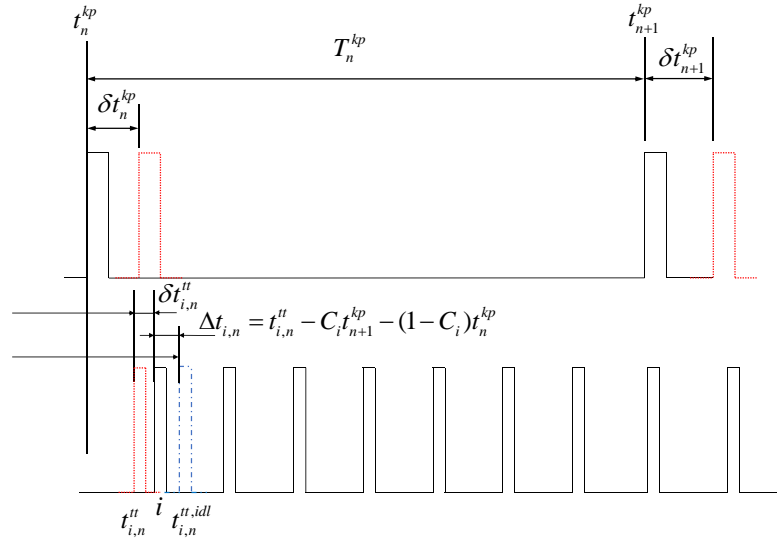 t_n^{kp}
t_{n+1}^{kp}
T_n^{kp}
δt_{n+1}^{kp}
δt_n^{kp}
δt_{i,n}^{tt}
Δt_{i,n} = t_{i,n}^{tt} − C_i t_{n+1}^{kp} − (1 − C_i) t_n^{kp}
t_{i,n}^{tt} i t_{i,n}^{tt,idl}